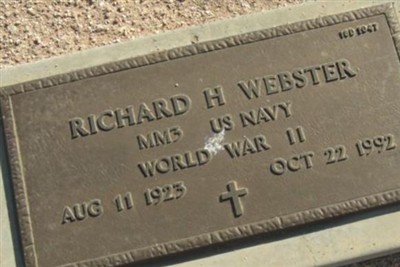 RICHARD H WEBSTER
MM3 US NAVY
WORLD WAR II
AUG 11 1923 OCT 22 1992